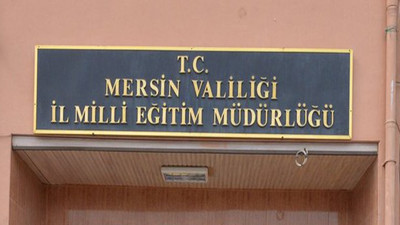 T.C.
MERSİN VALİLİĞİ
İL MİLLİ EĞİTİM MÜDÜRLÜĞÜ